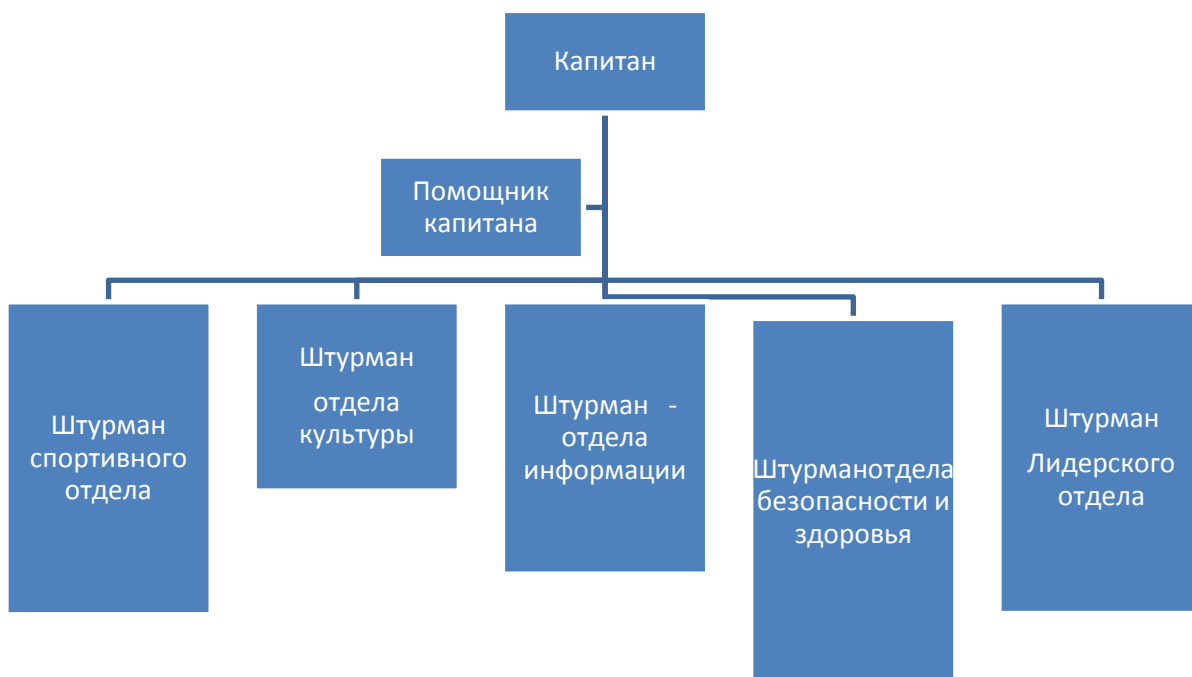 Капитан
Помощник
капитана
Штурман
спортивного
отдела
Штурман
отдела
культуры
Штурман -
отдела
информации
Штурманотдела
безопасности и
здоровья
Штурман
Лидерского
отдела